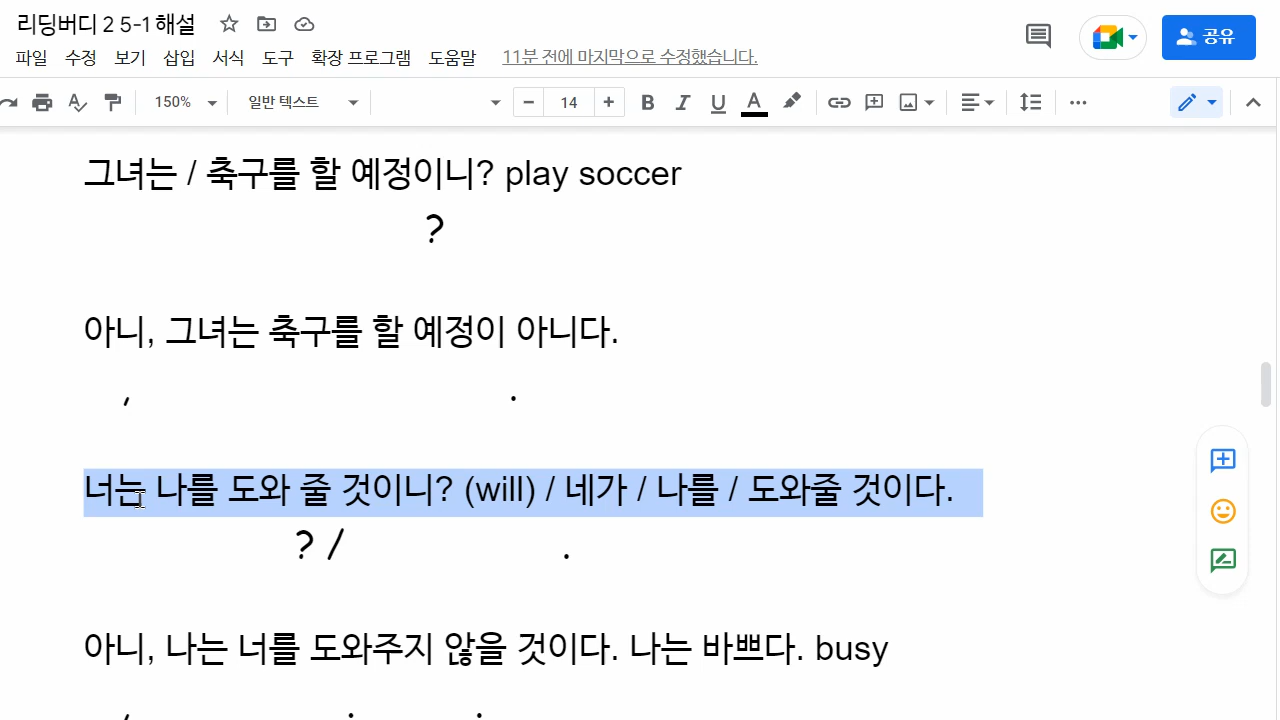 리딩버디 2 5-1 해설
파일 수정 보기 삽입 서식 도구 확장 프로그램 도움말 11분 전에 마지막으로 수정했습니다.
공유
150% 일반 텍스트 − 14 + B I U A
그녀는 / 축구를 할 예정이니? play soccer
?
아니, 그녀는 축구를 할 예정이 아니다.
, .
너는 나를 도와 줄 것이니? (will) / 네가 / 나를 / 도와줄 것이다.
? / .
아니, 나는 너를 도와주지 않을 것이다. 나는 바쁘다. busy
, . .